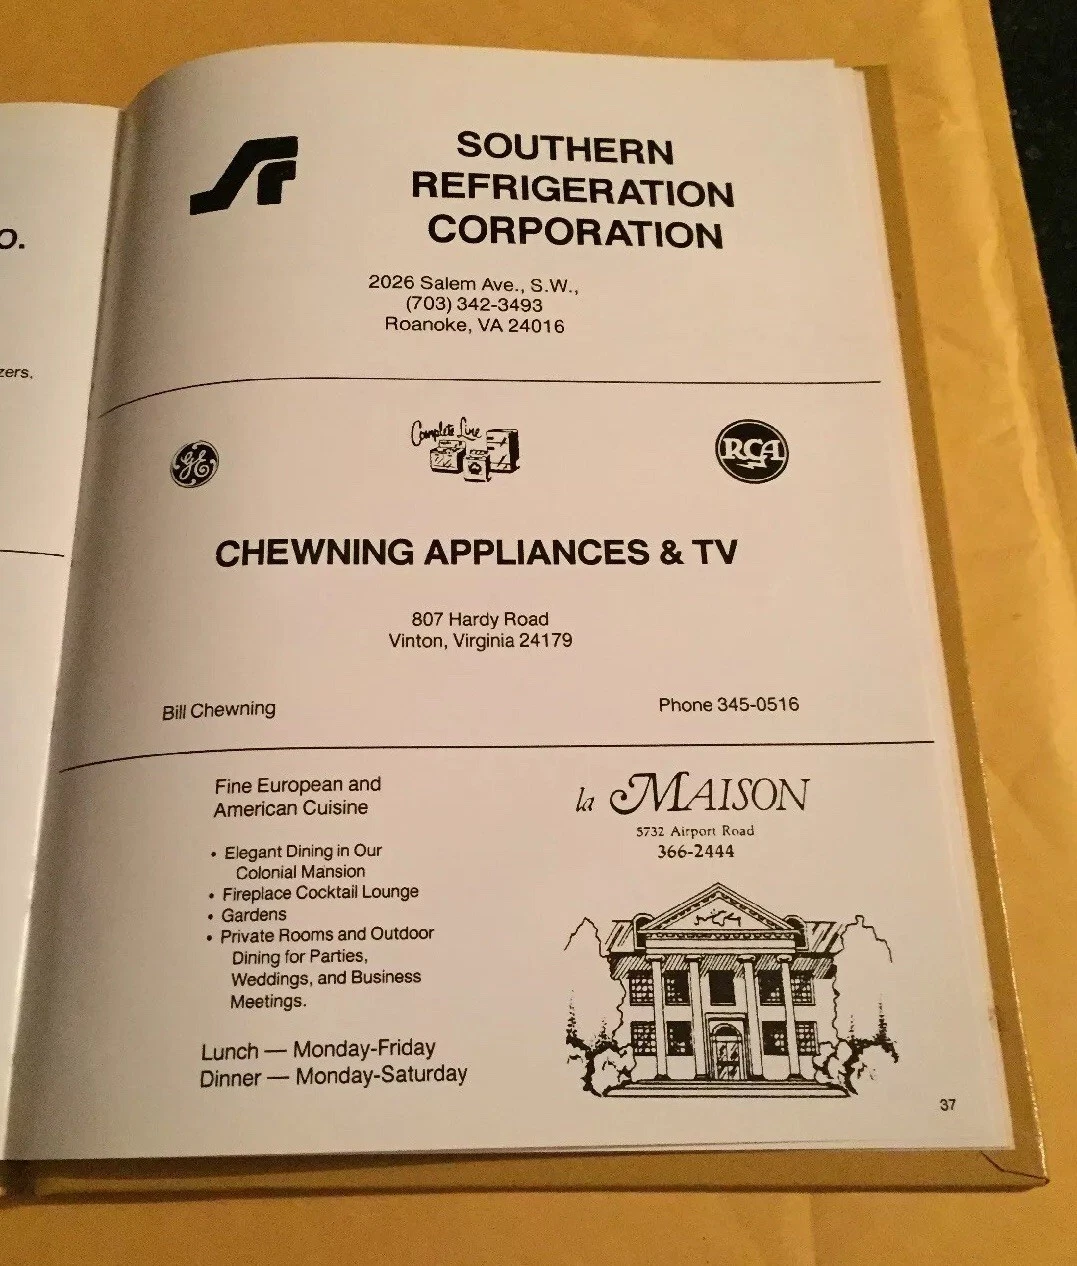 O.
zers,
SOUTHERN
REFRIGERATION
CORPORATION
2026 Salem Ave., S.W.,
(703) 342-3493
Roanoke, VA 24016
GE
Complete Line
RCA
CHEWNING APPLIANCES & TV
807 Hardy Road
Vinton, Virginia 24179
Bill Chewning
Phone 345-0516
Fine European and
American Cuisine
• Elegant Dining in Our
Colonial Mansion
• Fireplace Cocktail Lounge
• Gardens
• Private Rooms and Outdoor
Dining for Parties,
Weddings, and Business
Meetings.
Lunch — Monday-Friday
Dinner — Monday-Saturday
la MAISON
5732 Airport Road
366-2444
37